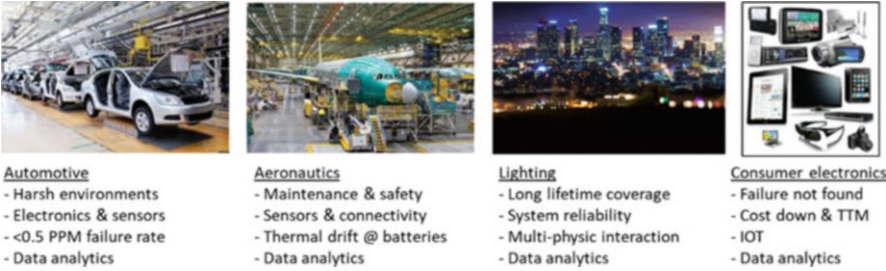 Automotive
- Harsh environments
- Electronics & sensors
- <0.5 PPM failure rate
- Data analytics
Aeronautics
- Maintenance & safety
- Sensors & connectivity
- Thermal drift @ batteries
- Data analytics
Lighting
- Long lifetime coverage
- System reliability
- Multi-physic interaction
- Data analytics
Consumer electronics
- Failure not found
- Cost down & TTM
- IOT
- Data analytics